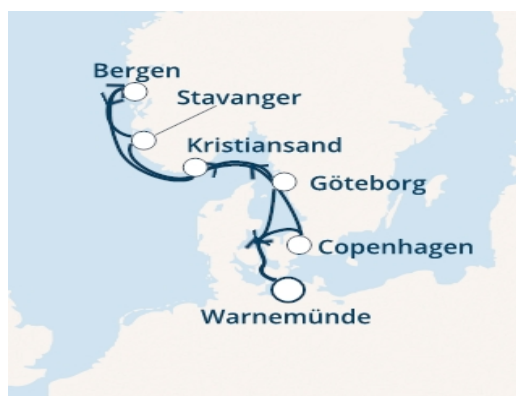 Bergen
Stavanger
Kristiansand
Göteborg
Copenhagen
Warnemünde